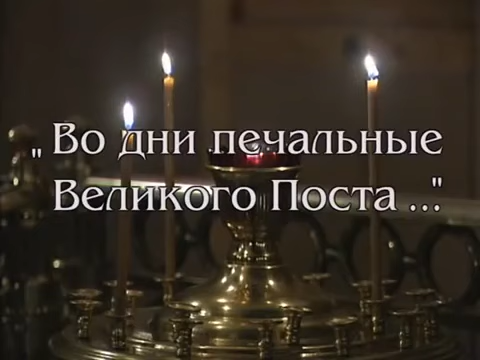 „ Во дни печальные
Великого Поста ..."